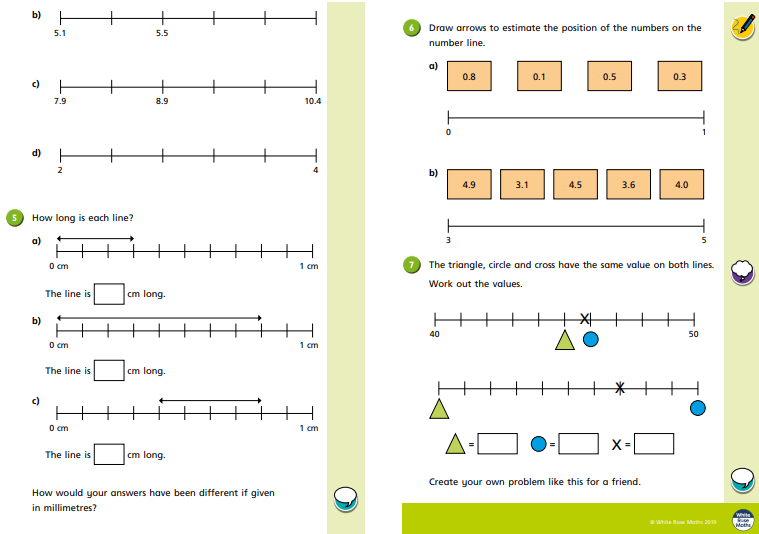 b)
5.1 5.5
c)
7.9 8.9 10.4
d)
2 4
5 How long is each line?
a)
0 cm 1 cm
The line is cm long.
b)
0 cm 1 cm
The line is cm long.
c)
0 cm 1 cm
The line is cm long.
How would your answers have been different if given
in millimetres?
6 Draw arrows to estimate the position of the numbers on the
number line.
a)
0.8 0.1 0.5 0.3
0 1
b)
4.9 3.1 4.5 3.6 4.0
3 5
7 The triangle, circle and cross have the same value on both lines.
Work out the values.
X
40 50
X
= = X =
Create your own problem like this for a friend.
© White Rose Maths 2019
White
Rose
Maths